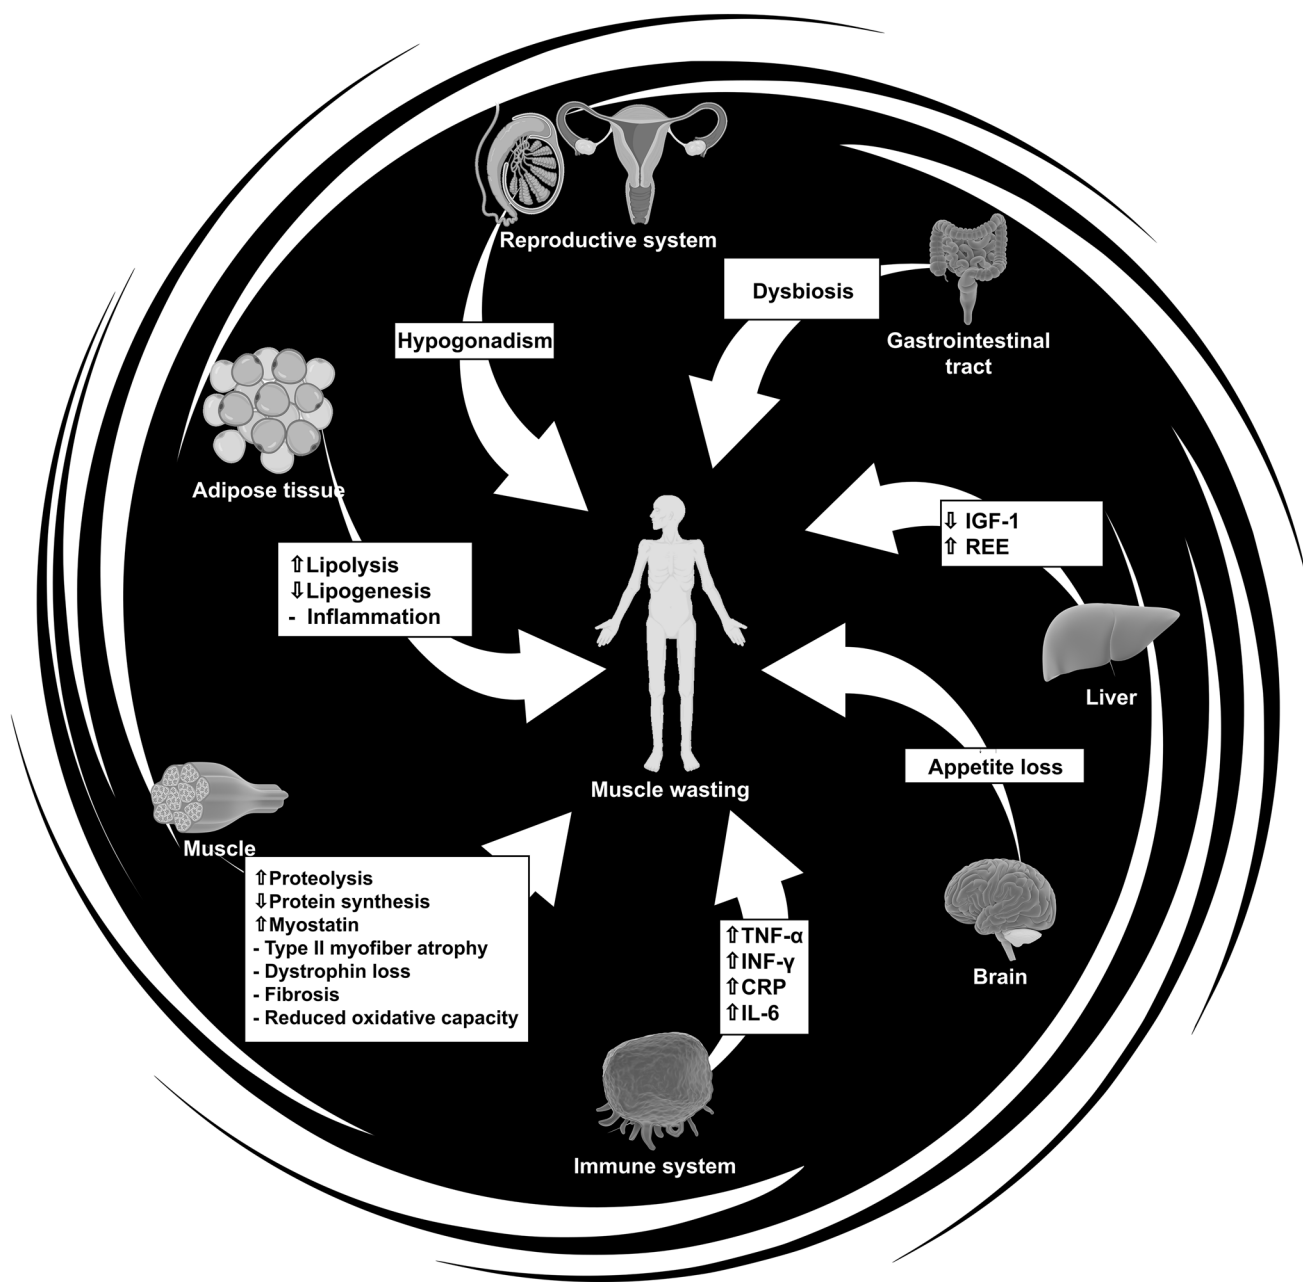 Reproductive system
Dysbiosis
Gastrointestinal
tract
Hypogonadism
Adipose tissue
⇩ IGF-1
⇧ REE
⇧Lipolysis
⇩Lipogenesis
- Inflammation
Liver
Appetite loss
Muscle wasting
Muscle
⇧Proteolysis
⇩Protein synthesis
⇧Myostatin
- Type II myofiber atrophy
- Dystrophin loss
- Fibrosis
- Reduced oxidative capacity
⇧TNF-α
⇧INF-γ
⇧CRP
⇧IL-6
Brain
Immune system